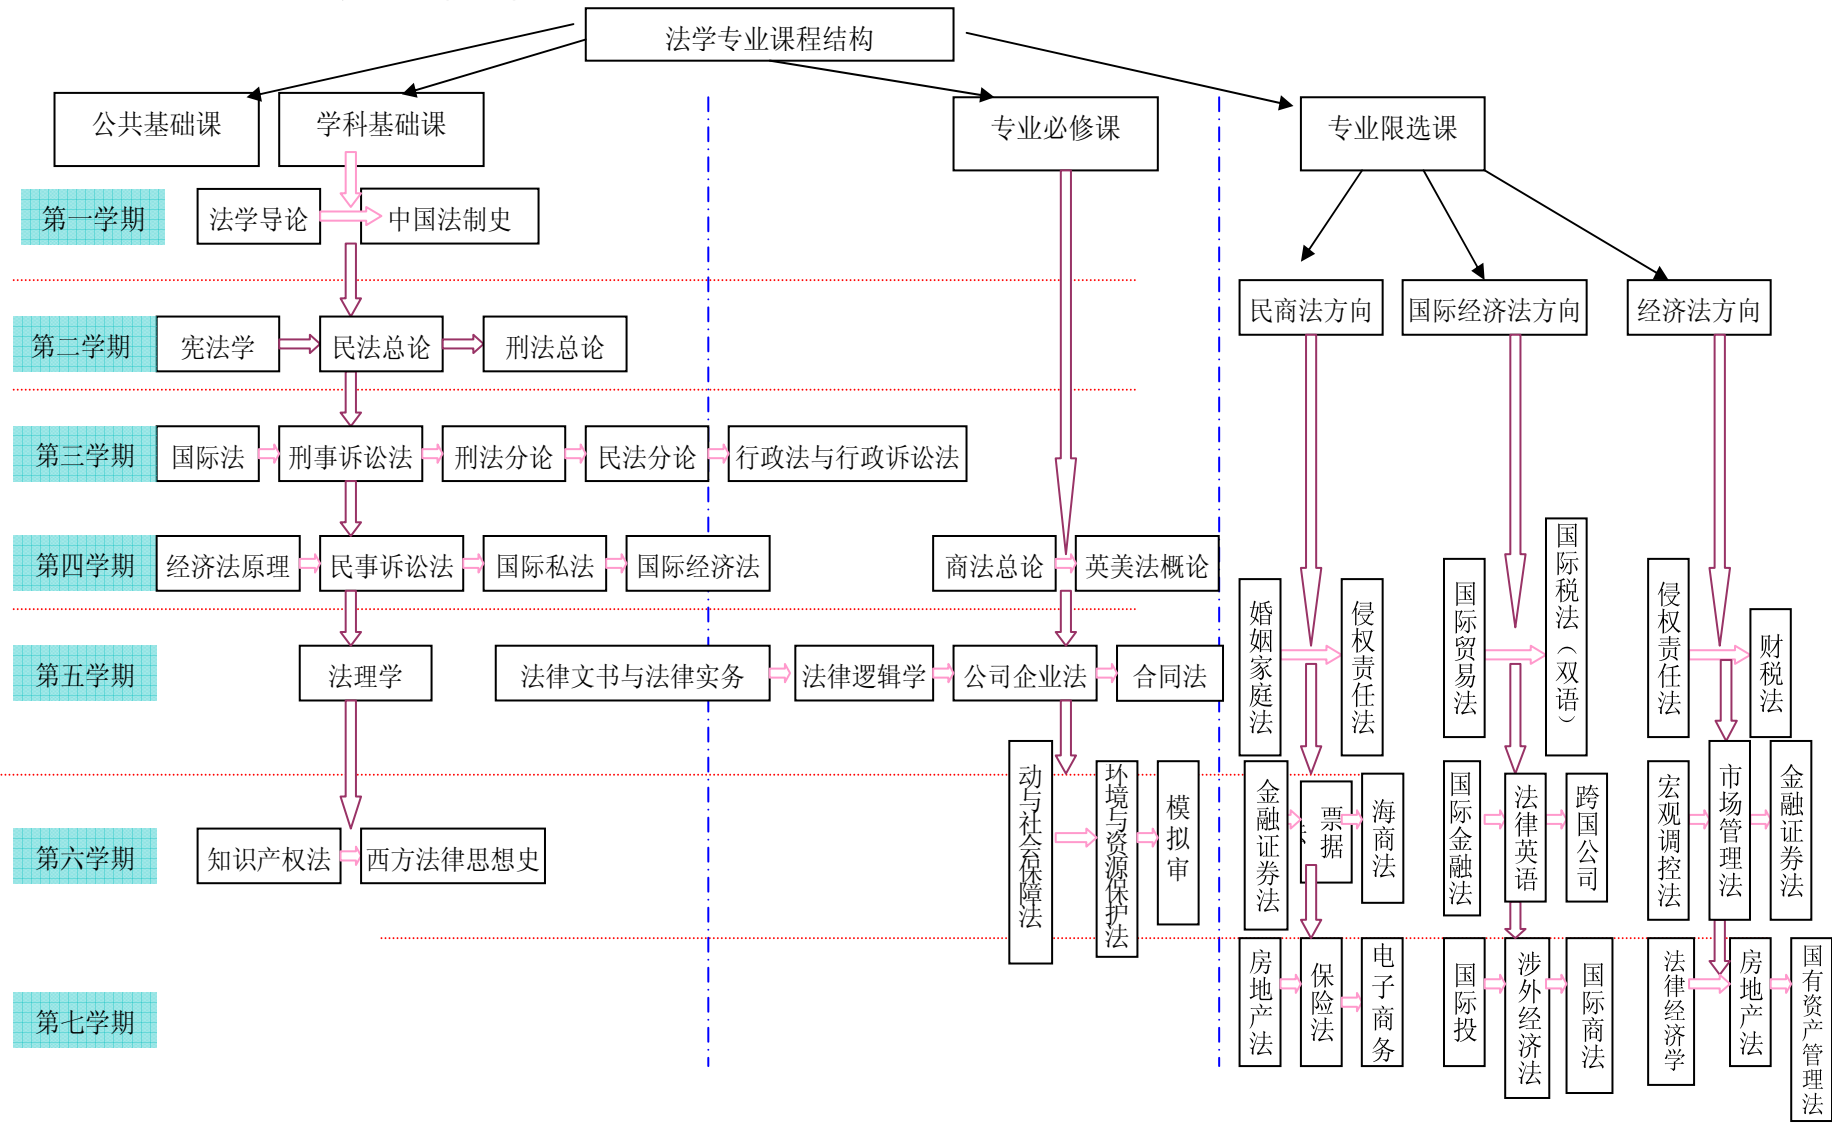 法学专业课程结构
公共基础课
学科基础课
专业必修课
专业限选课
第一学期
法学导论
中国法制史
民商法方向
国际经济法方向
经济法方向
第二学期
宪法学
民法总论
刑法总论
第三学期
国际法
刑事诉讼法
刑法分论
民法分论
行政法与行政诉讼法
第四学期
经济法原理
民事诉讼法
国际私法
国际经济法
商法总论
英美法概论
第五学期
法理学
法律文书与法律实务
法律逻辑学
公司企业法
合同法
婚姻家庭法
侵权责任法
国际贸易法
国际税法（双语）
侵权责任法
财税法
第六学期
知识产权法
西方法律思想史
动与社会保障法
环境与资源保护法
模拟审
金融证券法
票据
海商法
国际金融法
法律英语
跨国公司
宏观调控法
市场管理法
金融证券法
第七学期
房地产法
保险法
电子商务
国际投
涉外经济法
国际商法
法律经济学
房地产法
国有资产管理法